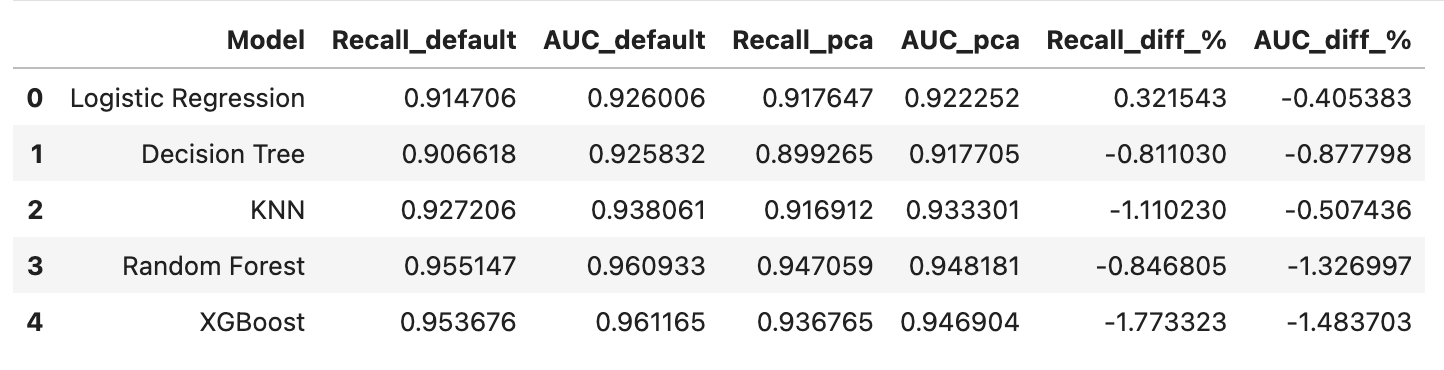 Model Recall_default AUC_default Recall_pca AUC_pca Recall_diff_% AUC_diff_%
0 Logistic Regression 0.914706 0.926006 0.917647 0.922252 0.321543 -0.405383
1 Decision Tree 0.906618 0.925832 0.899265 0.917705 -0.811030 -0.877798
2 KNN 0.927206 0.938061 0.916912 0.933301 -1.110230 -0.507436
3 Random Forest 0.955147 0.960933 0.947059 0.948181 -0.846805 -1.326997
4 XGBoost 0.953676 0.961165 0.936765 0.946904 -1.773323 -1.483703